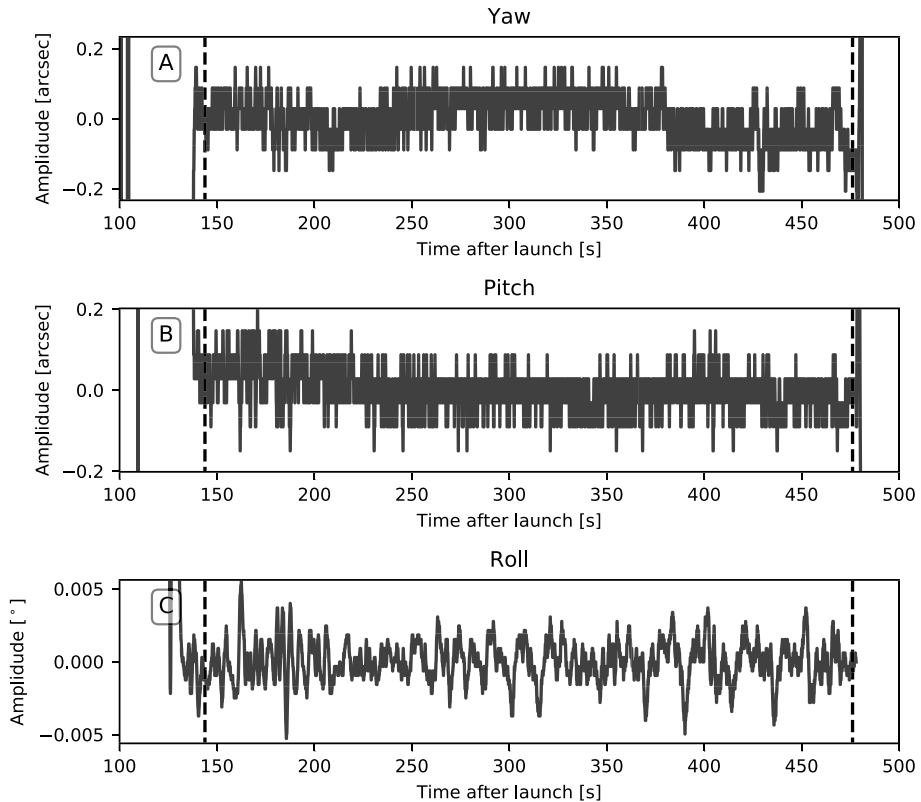 Yaw
A
Amplidude [arcsec]
0.2
0.0
−0.2
100 150 200 250 300 350 400 450 500
Time after launch [s]
Pitch
B
Amplidude [arcsec]
0.2
0.0
−0.2
100 150 200 250 300 350 400 450 500
Time after launch [s]
Roll
C
Amplidude [°]
0.005
0.000
−0.005
100 150 200 250 300 350 400 450 500
Time after launch [s]